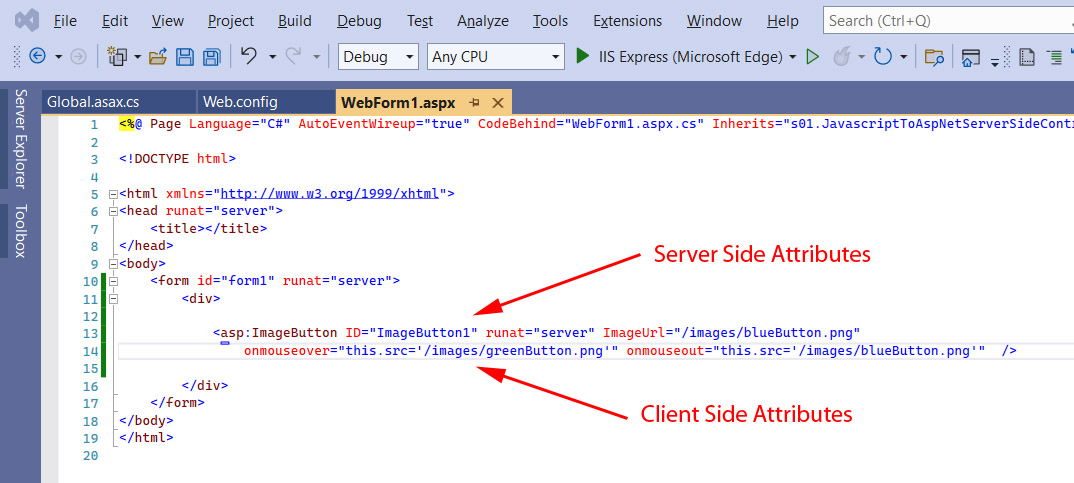 File Edit View Project Build Debug Test Analyze Tools Extensions Window Help Search (Ctrl+Q)
Debug Any CPU IIS Express (Microsoft Edge)
Server Explorer
Toolbox
Global.asax.cs Web.config WebForm1.aspx
1 <%@ Page Language="C#" AutoEventWireup="true" CodeBehind="WebForm1.aspx.cs" Inherits="s01.JavascriptToAspNetServerSideContr
2
3 <!DOCTYPE html>
4
5 <html xmlns="http://www.w3.org/1999/xhtml">
6 <head runat="server">
7 <title></title>
8 </head>
9 <body>
10 <form id="form1" runat="server">
11 <div>
12
13 <asp:ImageButton ID="ImageButton1" runat="server" ImageUrl="/images/blueButton.png"
14 onmouseover="this.src='/images/greenButton.png'" onmouseout="this.src='/images/blueButton.png'" />
15
16 </div>
17 </form>
18 </body>
19 </html>
20
Server Side Attributes
Client Side Attributes